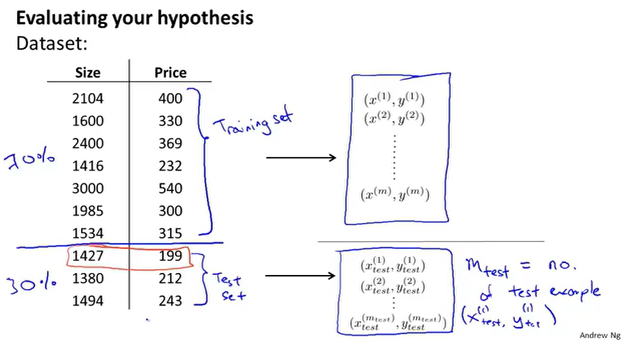 Evaluating your hypothesis
Dataset:
Size Price
2104 400
1600 330
2400 369
1416 232
3000 540
1985 300
1534 315
1427 199
1380 212
1494 243
70%
30%
Training set
Test
set
(x^{(1)}, y^{(1)})
(x^{(2)}, y^{(2)})
⋮
(x^{(m)}, y^{(m)})
(x_{test}^{(1)}, y_{test}^{(1)})
(x_{test}^{(2)}, y_{test}^{(2)})
⋮
(x_{test}^{(m_{test})}, y_{test}^{(m_{test})})
m_{test} = no.
of test example
(x_{test}^{(1)}, y_{test}^{(1)})
Andrew Ng